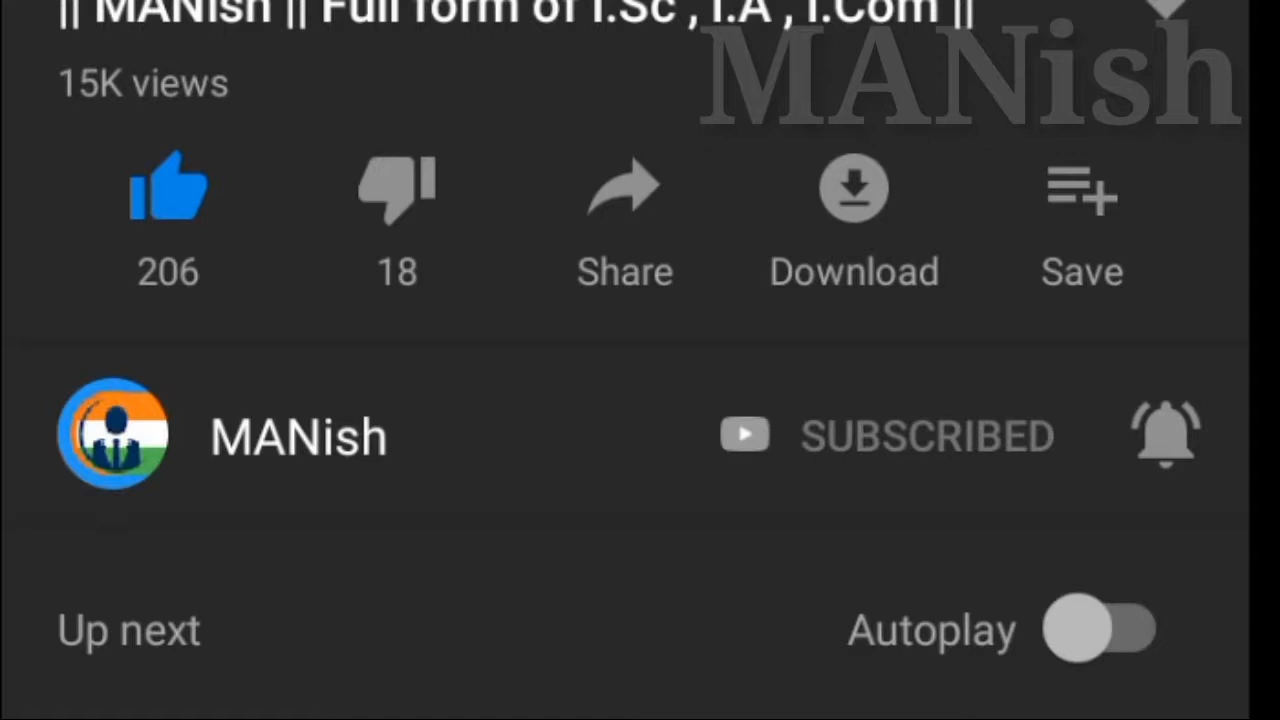 || MANish || Full form of I.Sc , I.A , I.Com ||
MANish
15K views
206
18
Share
Download
Save
MANish
SUBSCRIBED
Up next
Autoplay